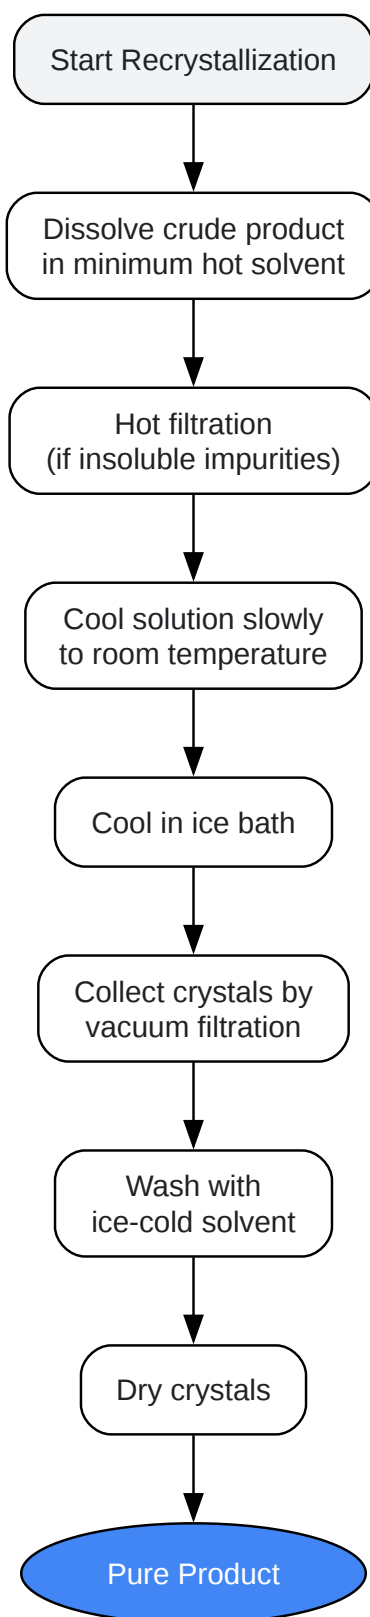 Start Recrystallization
Dissolve crude product
in minimum hot solvent
Hot filtration
(if insoluble impurities)
Cool solution slowly
to room temperature
Cool in ice bath
Collect crystals by
vacuum filtration
Wash with
ice-cold solvent
Dry crystals
Pure Product